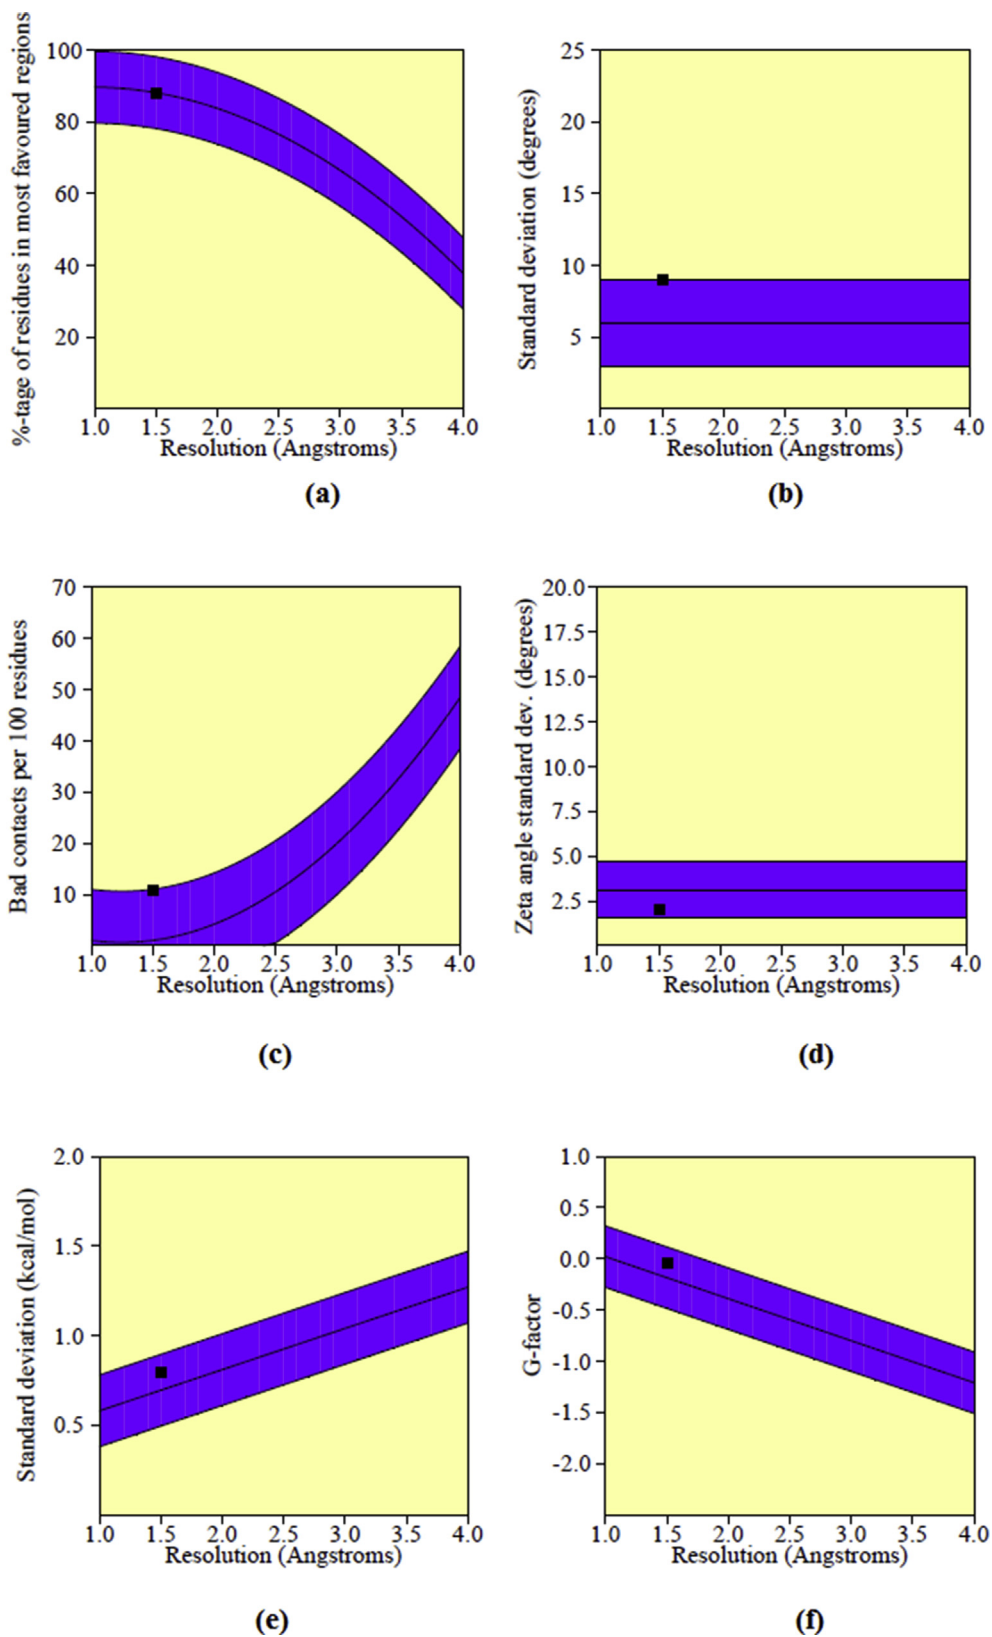 %-tage of residues in most favoured regions
100
80
60
40
20
1.0 1.5 2.0 2.5 3.0 3.5 4.0
Resolution (Angstroms)
(a)
Standard deviation (degrees)
25
20
15
10
5
1.0 1.5 2.0 2.5 3.0 3.5 4.0
Resolution (Angstroms)
(b)
Bad contacts per 100 residues
70
60
50
40
30
20
10
1.0 1.5 2.0 2.5 3.0 3.5 4.0
Resolution (Angstroms)
(c)
Zeta angle standard dev. (degrees)
20.0
17.5
15.0
12.5
10.0
7.5
5.0
2.5
1.0 1.5 2.0 2.5 3.0 3.5 4.0
Resolution (Angstroms)
(d)
Standard deviation (kcal/mol)
2.0
1.5
1.0
0.5
1.0 1.5 2.0 2.5 3.0 3.5 4.0
Resolution (Angstroms)
(e)
G-factor
1.0
0.5
0.0
-0.5
-1.0
-1.5
-2.0
1.0 1.5 2.0 2.5 3.0 3.5 4.0
Resolution (Angstroms)
(f)